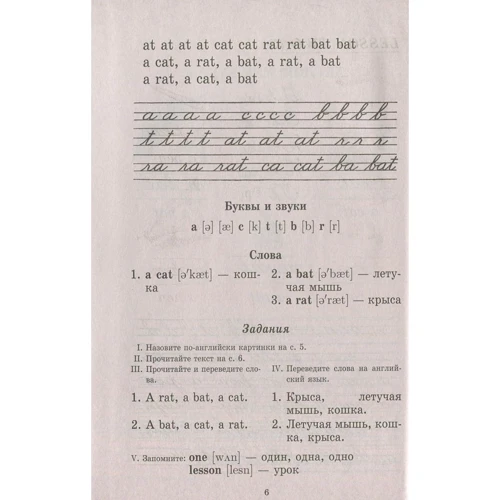 at at at at cat cat rat rat bat bat
a cat, a rat, a bat, a rat, a bat
a rat, a cat, a bat
a a a a c c c c b b b b
t t t t at at at r r r
ra ra rat ca cat ba bat
Буквы и звуки
a [ə] [æ] c [k] t [t] b [b] r [r]
Слова
1. a cat [ə′kæt] — кош-
ка
2. a bat [ə′bæt] — лету-
чая мышь
3. a rat [ə′ræt] — крыса
Задания
I. Назовите по-английски картинки на с. 5.
II. Прочитайте текст на с. 6.
III. Прочитайте и переведите сло-
ва.
1. A rat, a bat, a cat.
2. A bat, a cat, a rat.
IV. Переведите слова на англий-
ский язык.
1. Крыса, летучая
мышь, кошка.
2. Летучая мышь, кош-
ка, крыса.
V. Запомните: one [wʌn] — один, одна, одно
lesson [lesn] — урок
6